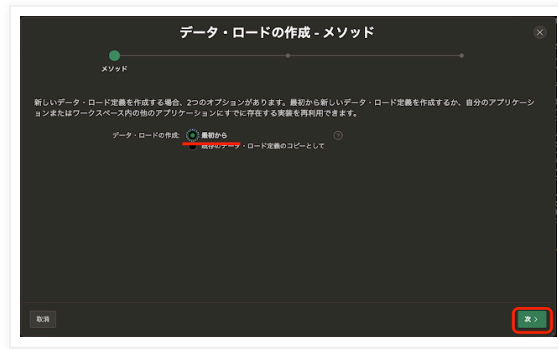 データ・ロードの作成 - メソッド
メソッド
新しいデータ・ロード定義を作成する場合、2つのオプションがあります。最初から新しいデータ・ロード定義を作成するか、自分のアプリケーシ
ョンまたはワークスペース内の他のアプリケーションにすでに存在する実装を再利用できます。
データ・ロードの作成: 最初から
既存のデータ・ロード定義のコピーとして
取消
次 >